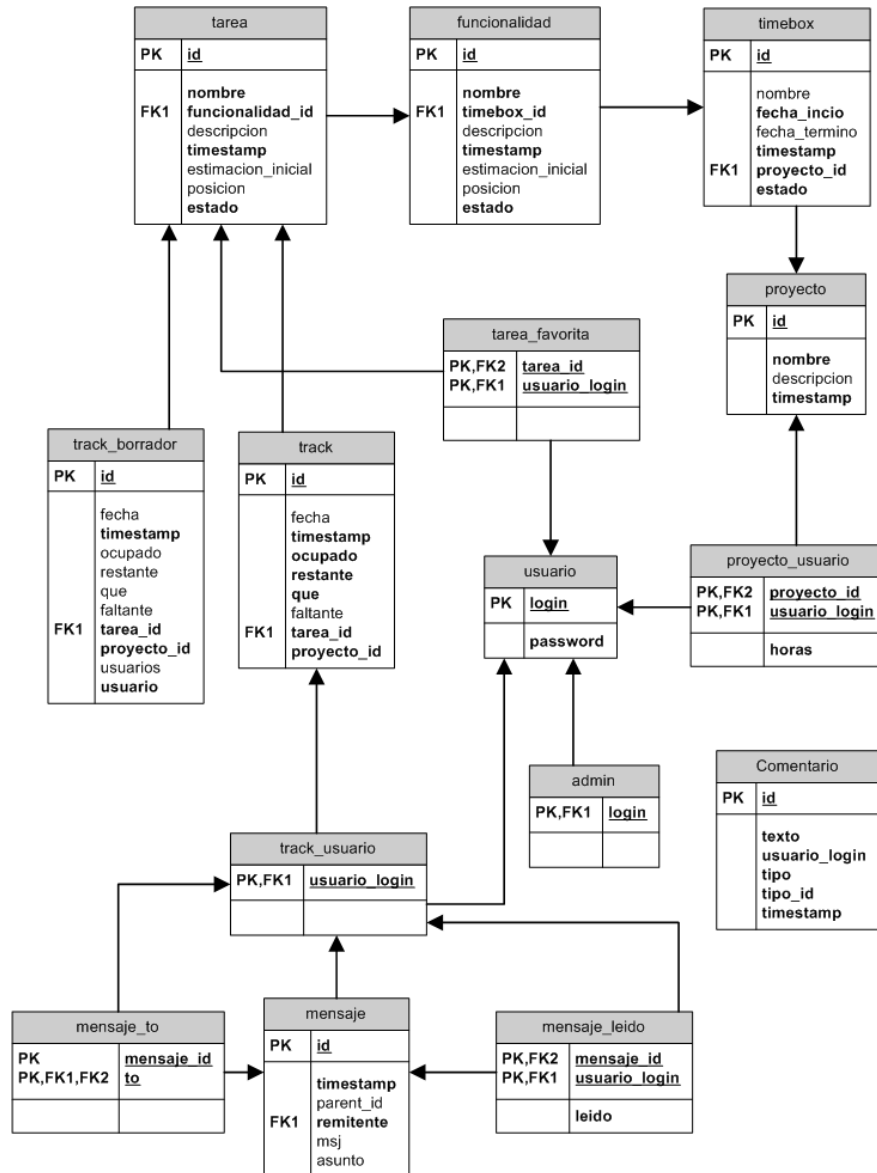 tarea
PK id
nombre
FK1 funcionalidad_id
descripcion
timestamp
estimacion_inicial
posicion
estado
funcionalidad
PK id
nombre
FK1 timebox_id
descripcion
timestamp
estimacion_inicial
posicion
estado
timebox
PK id
nombre
fecha_incio
fecha_termino
timestamp
FK1 proyecto_id
estado
proyecto
PK id
nombre
descripcion
timestamp
tarea_favorita
PK,FK2 tarea_id
PK,FK1 usuario_login
track_borrador
PK id
fecha
timestamp
ocupado
restante
que
faltante
FK1 tarea_id
proyecto_id
usuarios
usuario
track
PK id
fecha
timestamp
ocupado
restante
que
faltante
FK1 tarea_id
proyecto_id
usuario
PK login
password
proyecto_usuario
PK,FK2 proyecto_id
PK,FK1 usuario_login
horas
admin
PK,FK1 login
Comentario
PK id
texto
usuario_login
tipo
tipo_id
timestamp
track_usuario
PK,FK1 usuario_login
mensaje_to
PK mensaje_id
PK,FK1,FK2 to
mensaje
PK id
timestamp
parent_id
FK1 remitente
msj
asunto
mensaje_leido
PK,FK2 mensaje_id
PK,FK1 usuario_login
leido